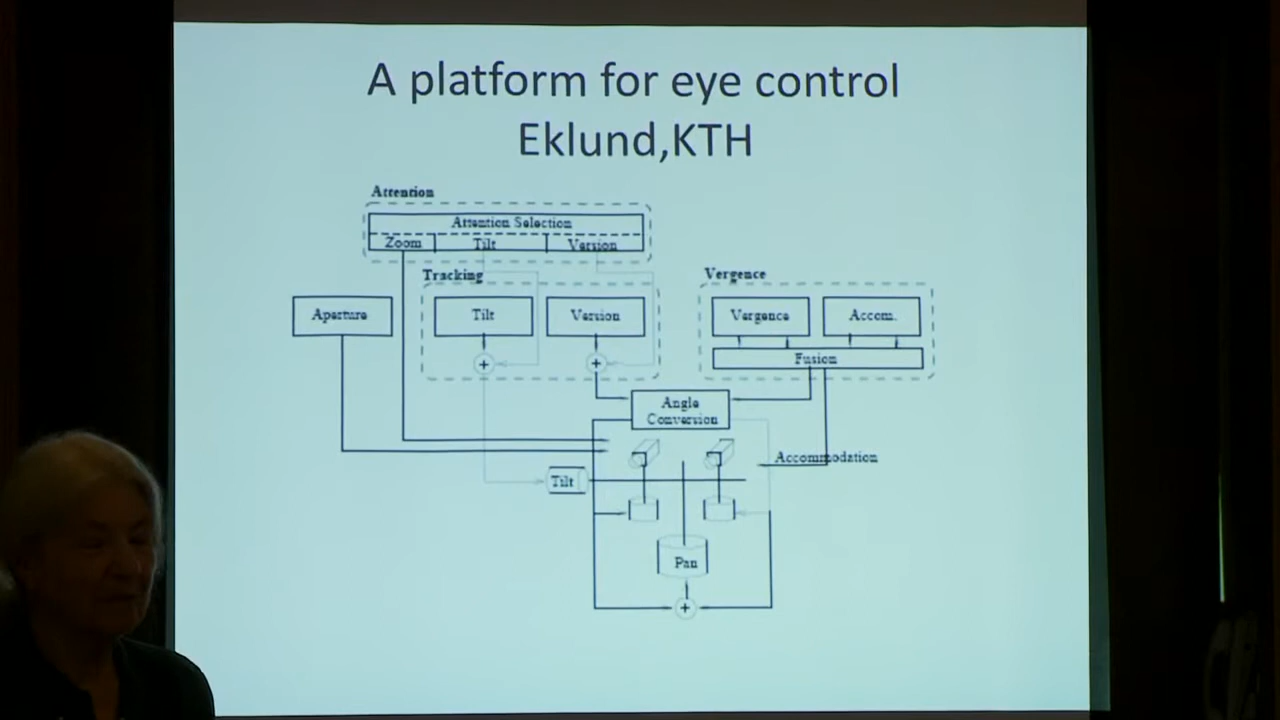 A platform for eye control
Eklund,KTH
Attention
Attention Selection
Zoom Tilt Version
Tracking
Vergence
Aperture
Tilt
Version
Vergence
Accom.
+
+
Fusion
Angle
Conversion
Accommodation
Tilt
Pan
+